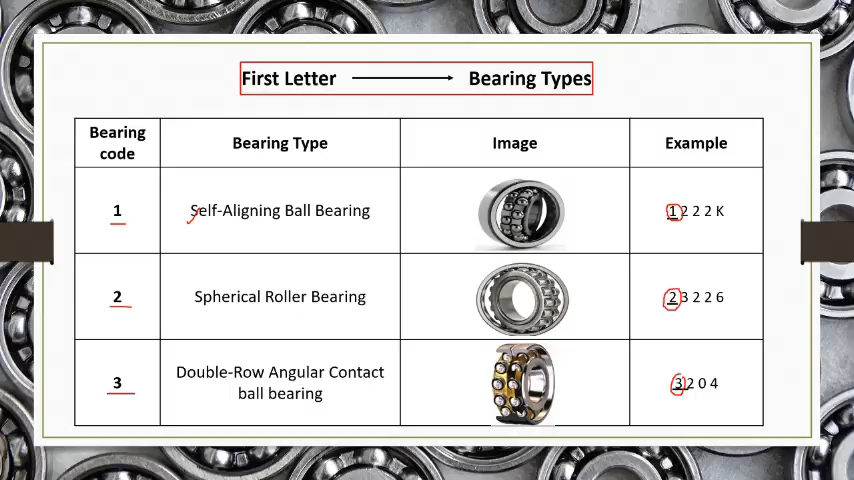 First Letter Bearing Types
Bearing code Bearing Type Image Example
1 Self-Aligning Ball Bearing 1 2 2 2 K
2 Spherical Roller Bearing 2 3 2 2 6
3 Double-Row Angular Contact ball bearing 3 2 0 4